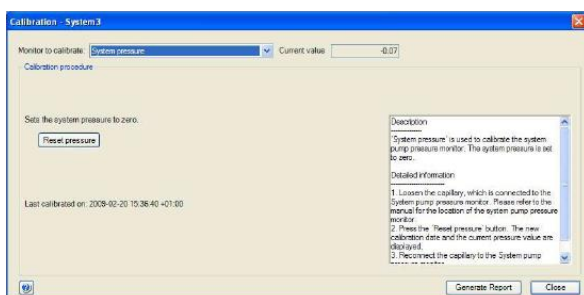 Calibration - System3
Monitor to calibrate: System pressure Current value -0.07
Calibration procedure
Sets the system pressure to zero.
Reset pressure
Last calibrated on: 2009-02-20 15:36:40 +01:00
Description
---------------
'System pressure' is used to calibrate the system
pump pressure monitor. The system pressure is set
to zero.
Detailed information
------------------------
1. Loosen the capillary, which is connected to the
System pump pressure monitor. Please refer to the
manual for the location of the system pump pressure
monitor.
2. Press the 'Reset pressure' button. The new
calibration date and the current pressure value are
displayed.
3. Reconnect the capillary to the System pump
pressure monitor
Generate Report Close